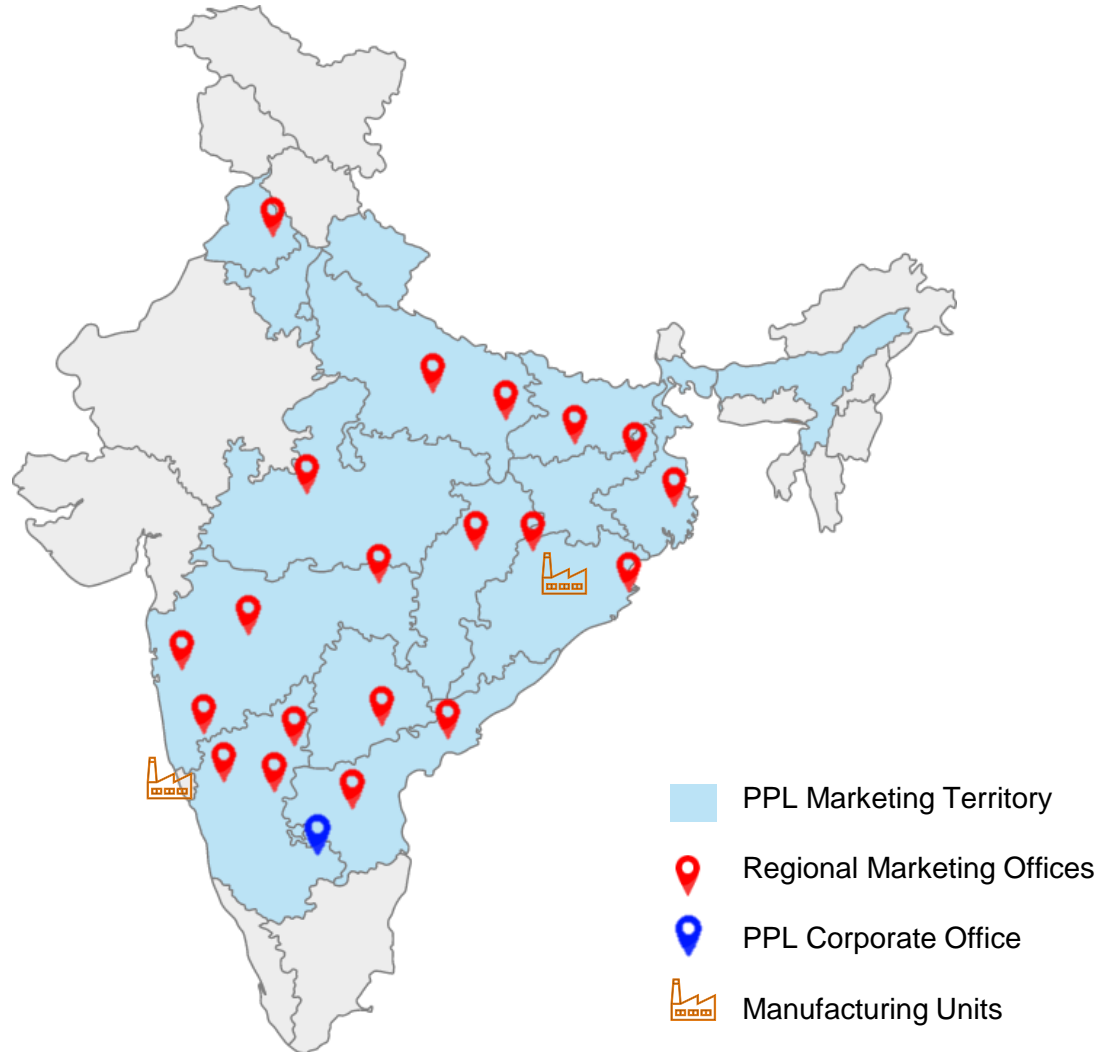 PPL Marketing Territory
Regional Marketing Offices
PPL Corporate Office
Manufacturing Units